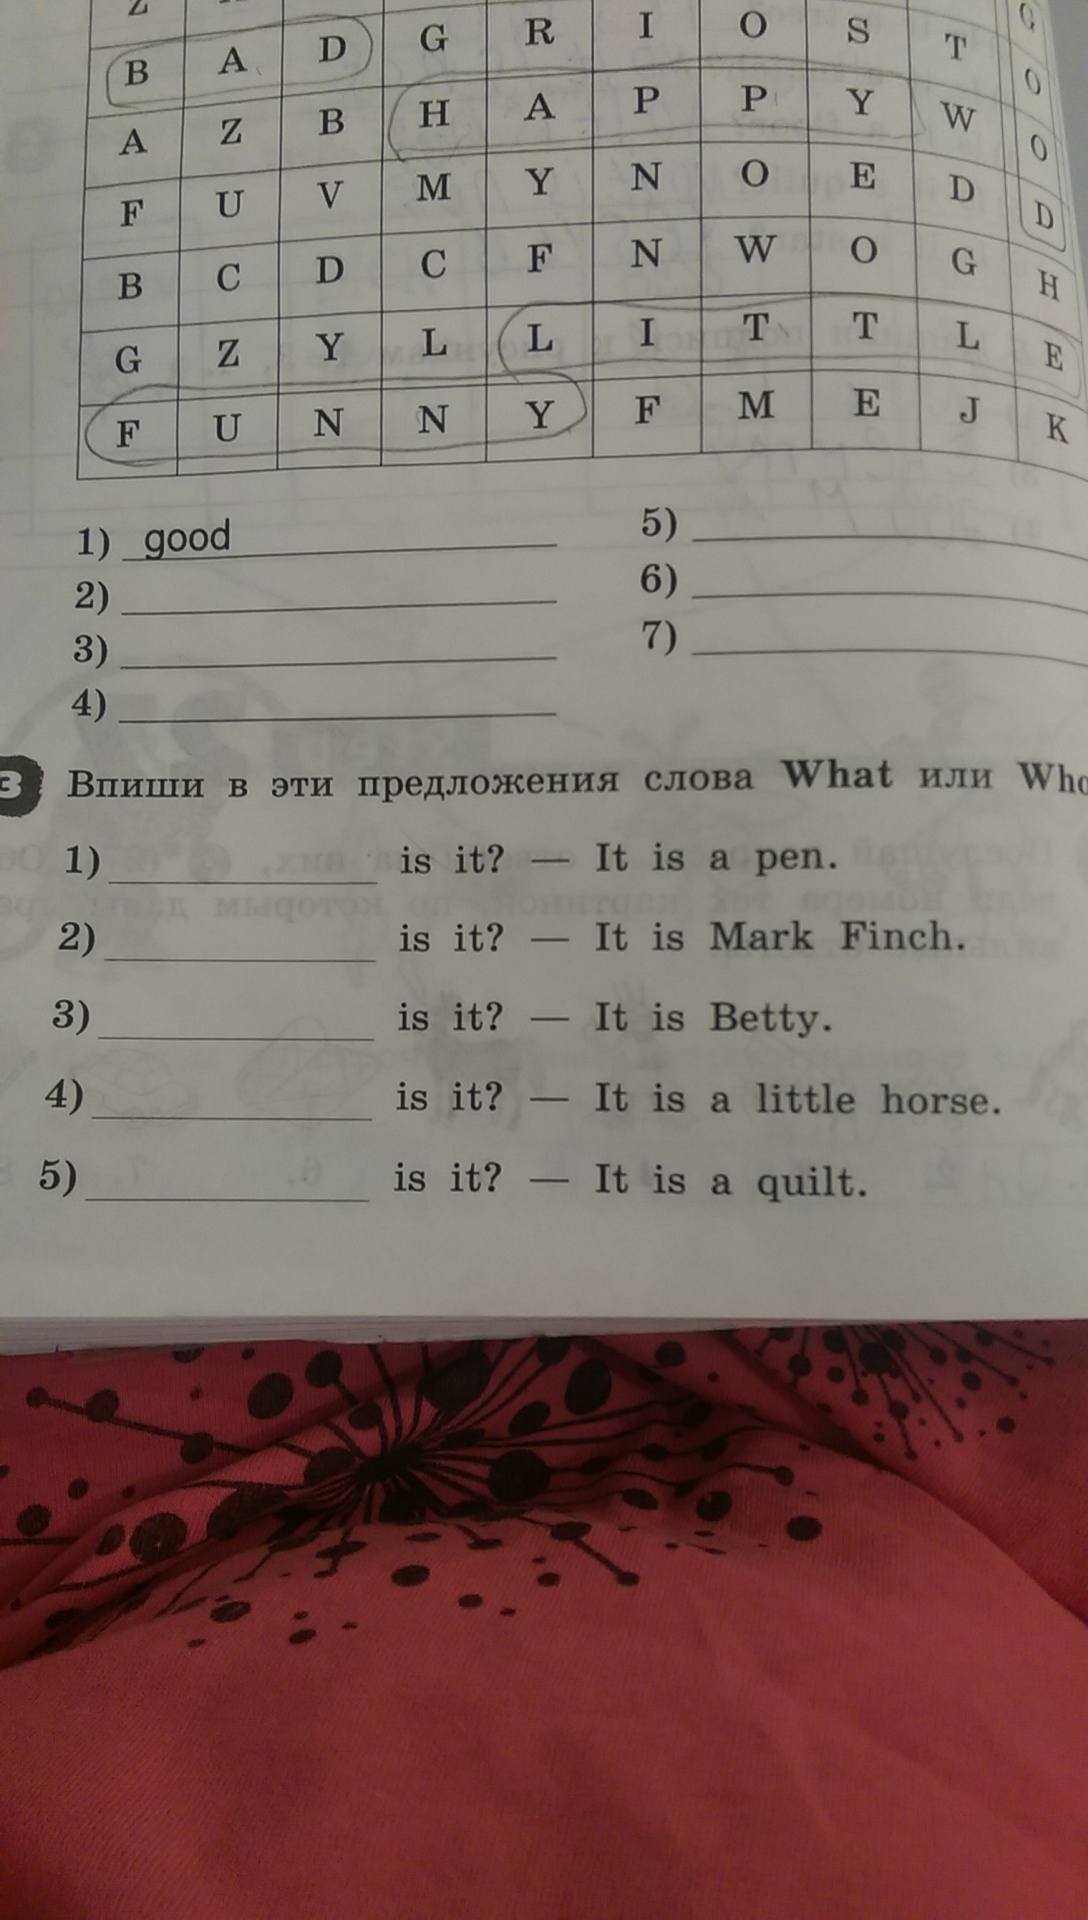 B A D G R I O S T O
A Z B H A P P Y W O
F U V M Y N O E D D
B C D C F N W O G H
G Z Y L L I T T L E
F U N N Y F M E J K
1) good
2)
3)
4)
5)
6)
7)
3 Впиши в эти предложения слова What или
1) is it? — It is a pen.
2) is it? — It is Mark Finch.
3) is it? — It is Betty.
4) is it? — It is a little horse.
5) is it? — It is a quilt.